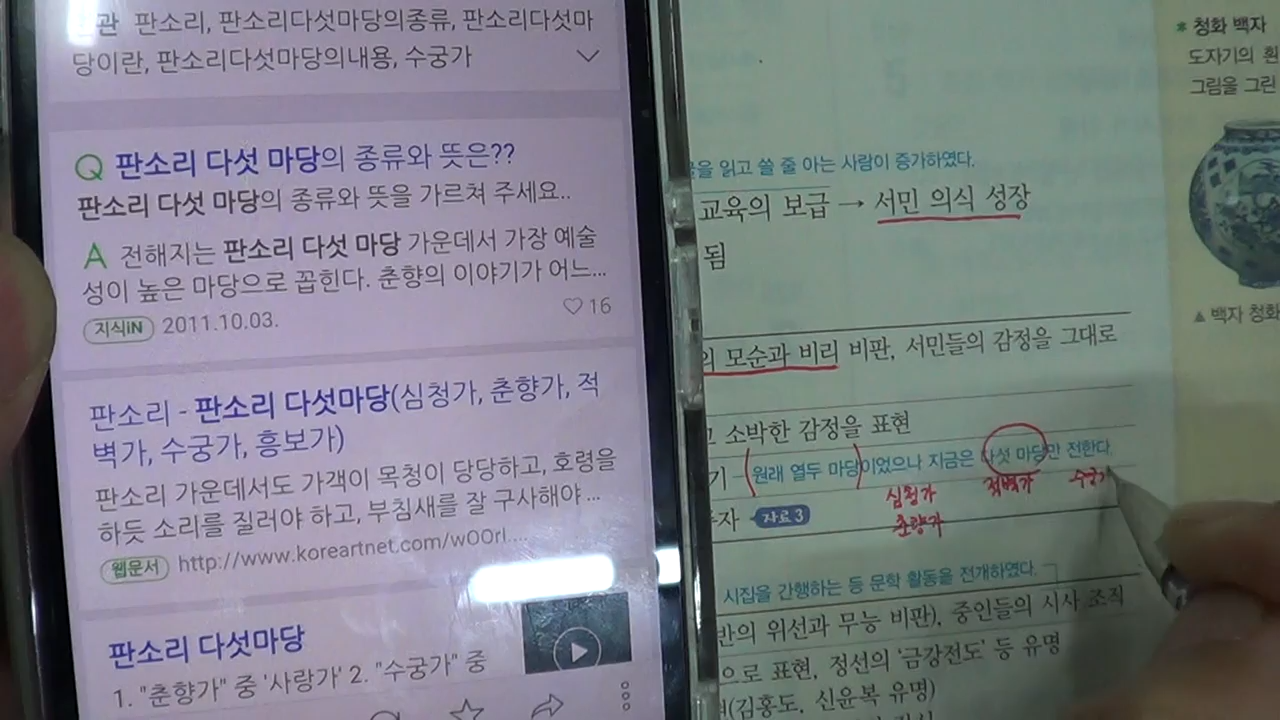 관 판소리, 판소리다섯마당의종류, 판소리다섯마
당이란, 판소리다섯마당의내용, 수궁가
Q 판소리 다섯 마당의 종류와 뜻은??
판소리 다섯 마당의 종류와 뜻을 가르쳐 주세요..
A 전해지는 판소리 다섯 마당 가운데서 가장 예술
성이 높은 마당으로 꼽힌다. 춘향의 이야기가 어느...
♡ 16
지식iN 2011.10.03.
판소리 - 판소리 다섯마당(심청가, 춘향가, 적
벽가, 수궁가, 흥보가)
판소리 가운데서도 가객이 목청이 당당하고, 호령을
하듯 소리를 질러야 하고, 부침새를 잘 구사해야 ...
웹문서 http://www.koreartnet.com/wOOrl....
판소리 다섯마당
1. "춘향가" 중 '사랑가' 2. "수궁가" 중
을 읽고 쓸 줄 아는 사람이 증가하였다.
교육의 보급 → 서민 의식 성장
됨
의 모순과 비리 비판, 서민들의 감정을 그대로
고 소박한 감정을 표현
기 - 원래 열두 마당이었으나 지금은 다섯 마당만 전한다.
심청가 적벽가 수궁가
춘향가
자 자료 3
시집을 간행하는 등 문학 활동을 전개하였다.
반의 위선과 무능 비판), 중인들의 시사 조직
으로 표현, 정선의 '금강전도' 등 유명
(김홍도, 신윤복 유명)
* 청화 백자
도자기의 흰
그림을 그린
▲ 백자 청화